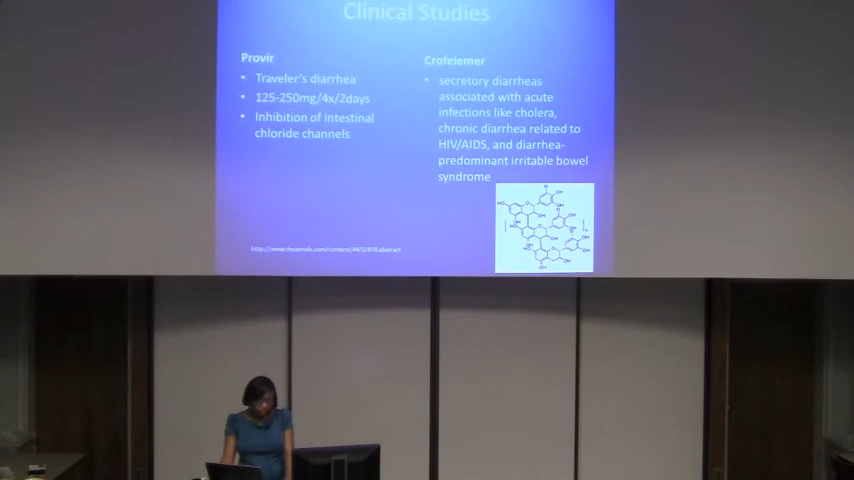 Clinical Studies
Provir
• Traveler's diarrhea
• 125-250mg/4x/2days
• Inhibition of intestinal
chloride channels
Crofelemer
• secretory diarrheas
associated with acute
infections like cholera,
chronic diarrhea related to
HIV/AIDS, and diarrhea-
predominant irritable bowel
syndrome